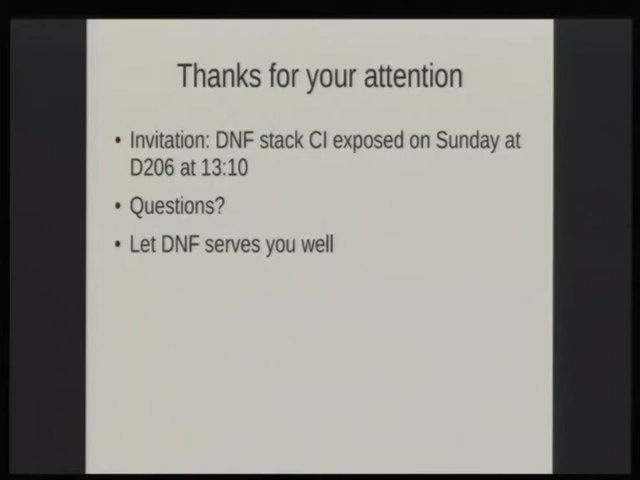 Thanks for your attention
• Invitation: DNF stack CI exposed on Sunday at
D206 at 13:10
• Questions?
• Let DNF serves you well